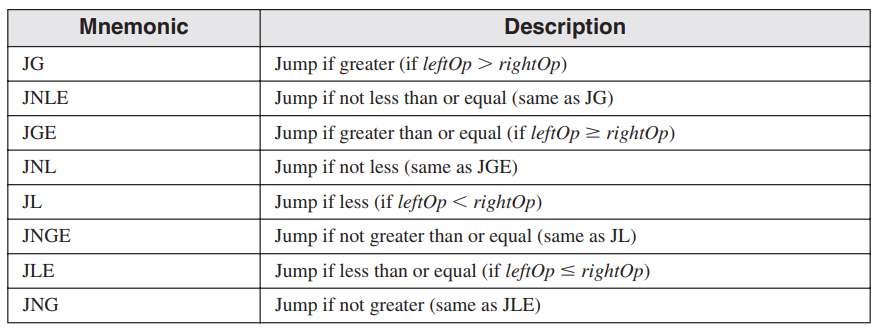 Mnemonic Description
JG Jump if greater (if leftOp > rightOp)
JNLE Jump if not less than or equal (same as JG)
JGE Jump if greater than or equal (if leftOp ≥ rightOp)
JNL Jump if not less (same as JGE)
JL Jump if less (if leftOp < rightOp)
JNGE Jump if not greater than or equal (same as JL)
JLE Jump if less than or equal (if leftOp ≤ rightOp)
JNG Jump if not greater (same as JLE)